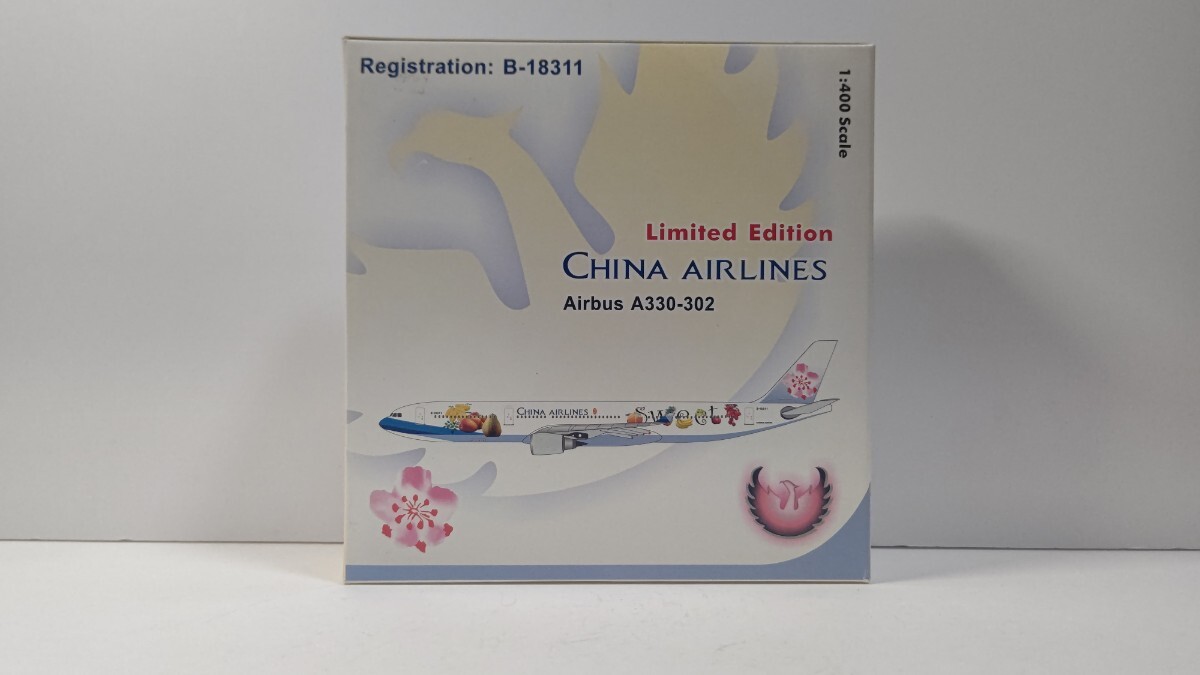 Registration: B-18311
1:400 Scale
Limited Edition
CHINA AIRLINES
Airbus A330-302
CHINA AIRLINES
Sweet